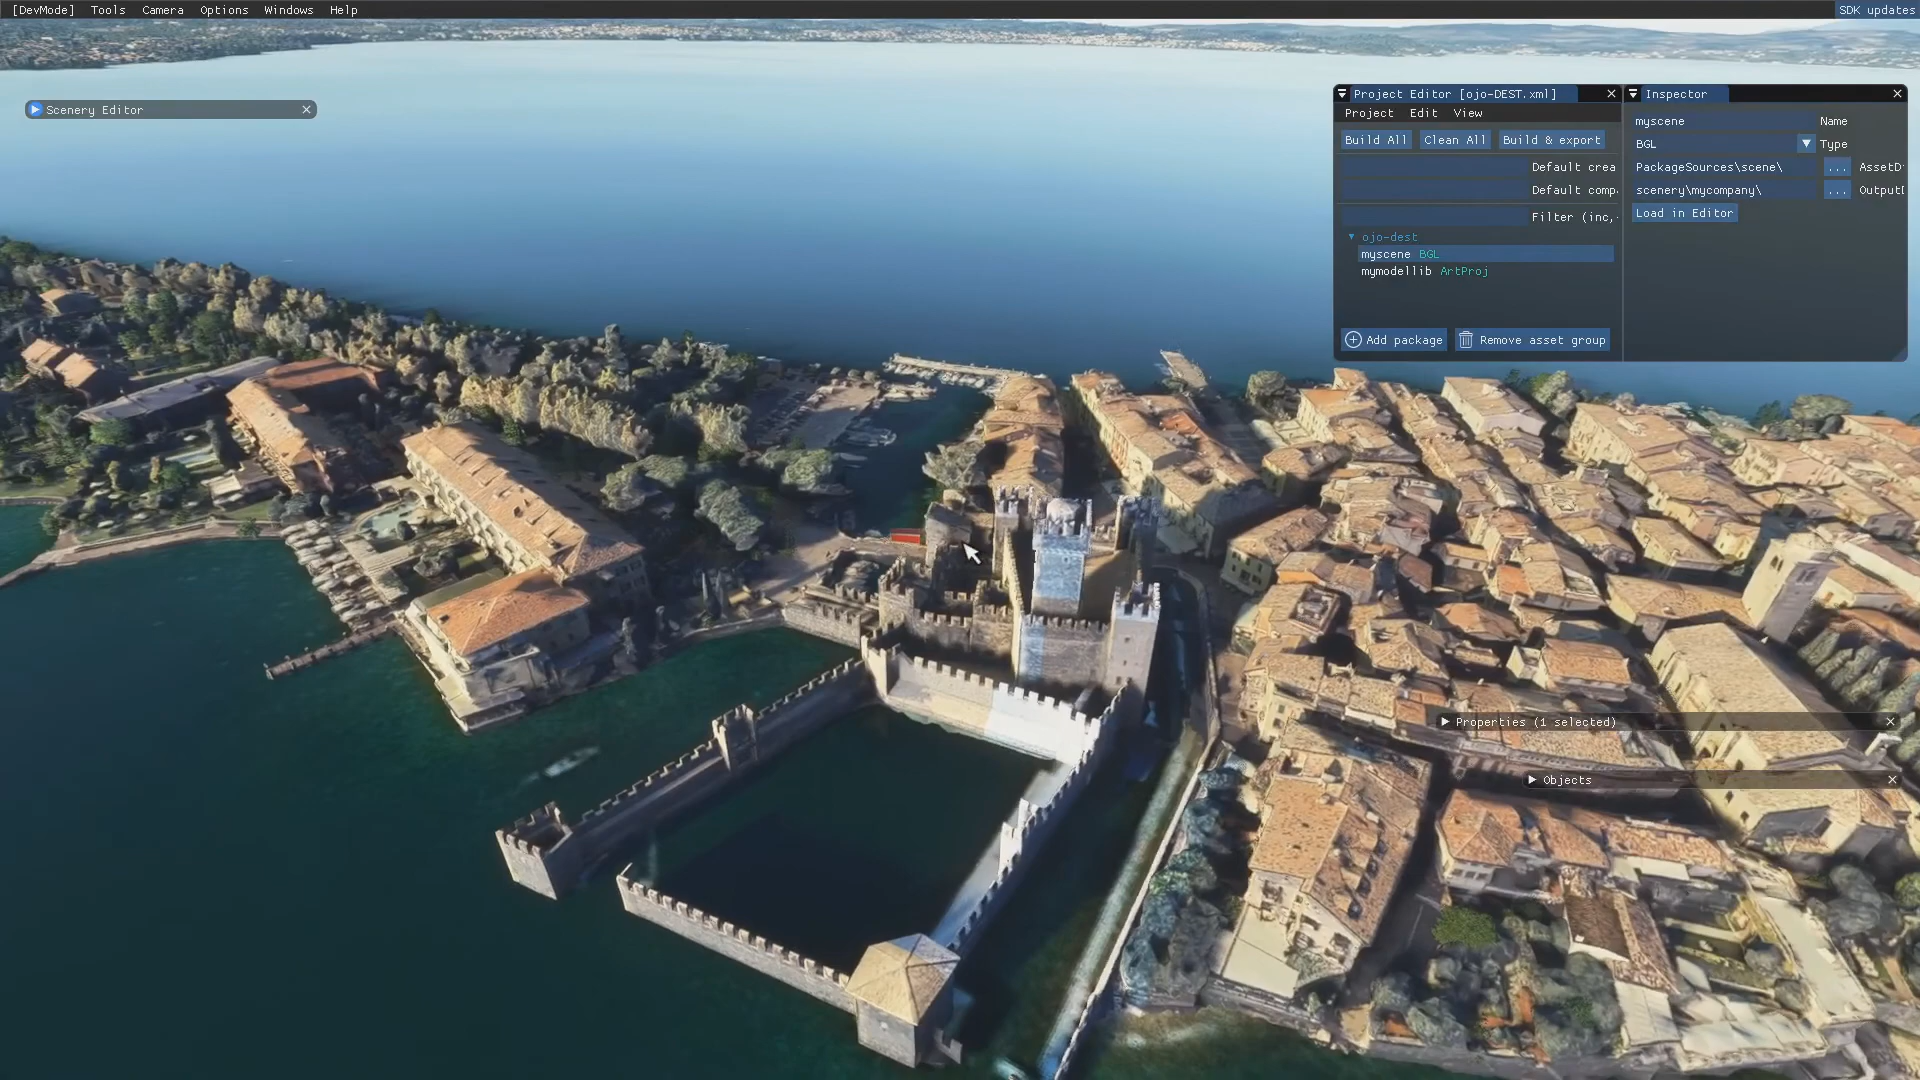 [DevMode] Tools Camera Options Windows Help
SDK updates
Scenery Editor
Project Editor [ojo-DEST.xml]
Project Edit View
Build All Clean All Build & export
Default crea
Default comp
Filter (inc,
ojo-dest
myscene BGL
mymodellib ArtProj
Add package Remove asset group
Inspector
myscene Name
BGL Type
PackageSources\scene\ ... AssetD
scenery\mycompany\ ... OutputD
Load in Editor
Properties (1 selected)
Objects